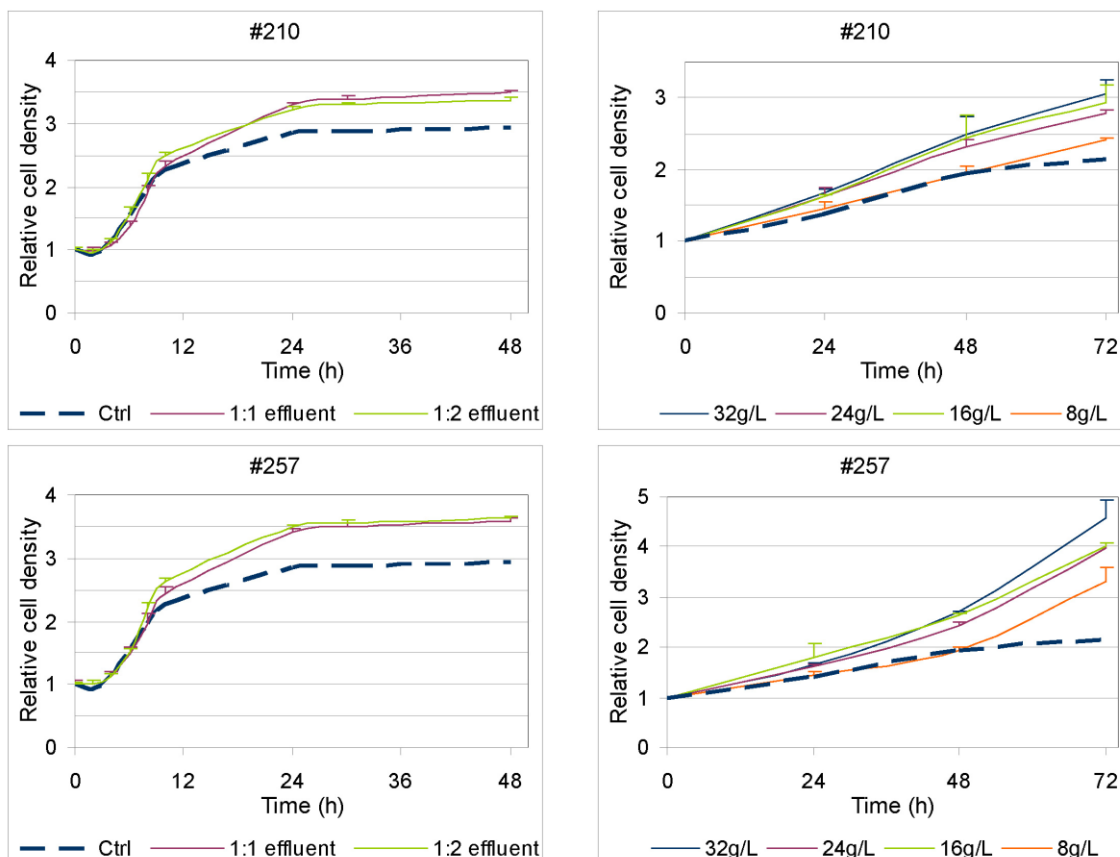 #210
Relative cell density
4
3
2
1
0
0 12 24 36 48
Time (h)
Ctrl 1:1 effluent 1:2 effluent
#210
Relative cell density
3
2
1
0
0 24 48 72
Time (h)
32g/L 24g/L 16g/L 8g/L
#257
Relative cell density
4
3
2
1
0
0 12 24 36 48
Time (h)
Ctrl 1:1 effluent 1:2 effluent
#257
Relative cell density
5
4
3
2
1
0
0 24 48 72
Time (h)
32g/L 24g/L 16g/L 8g/L